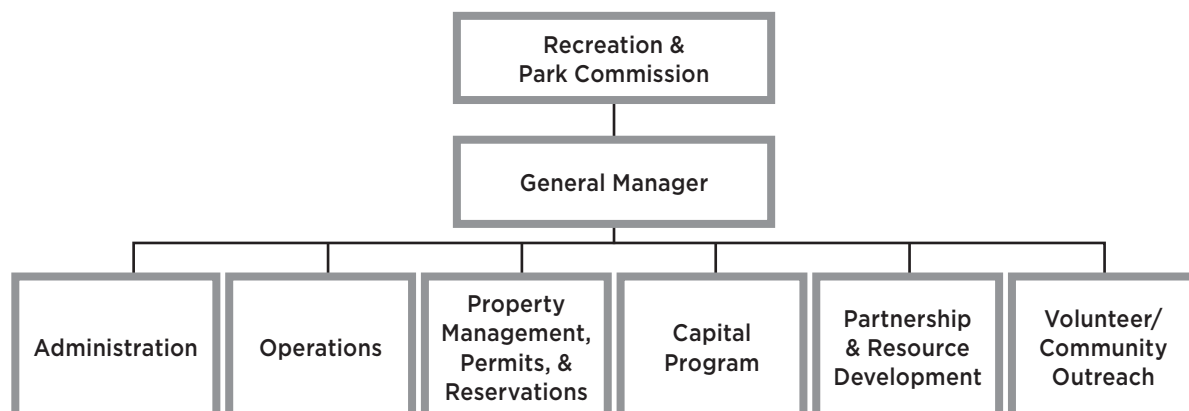 Recreation &
Park Commission
General Manager
Administration
Operations
Property
Management,
Permits, &
Reservations
Capital
Program
Partnership
& Resource
Development
Volunteer/
Community
Outreach